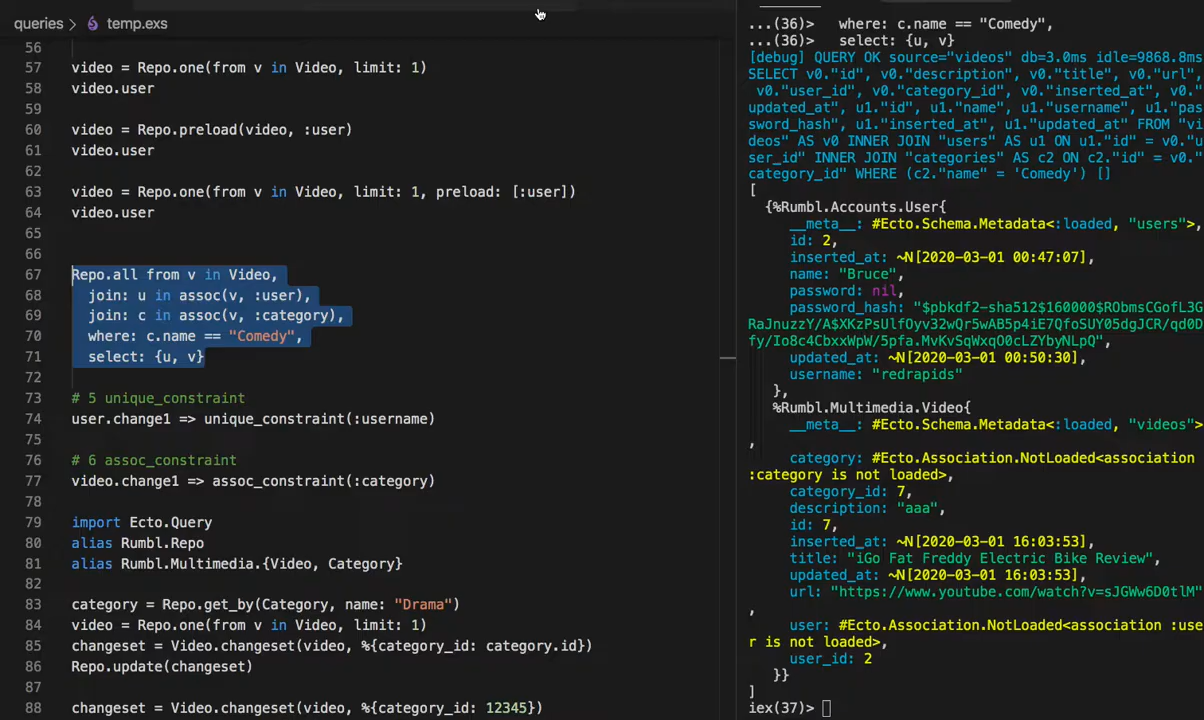 queries > temp.exs
56
57 video = Repo.one(from v in Video, limit: 1)
58 video.user
59
60 video = Repo.preload(video, :user)
61 video.user
62
63 video = Repo.one(from v in Video, limit: 1, preload: [:user])
64 video.user
65
66
67 Repo.all from v in Video,
68 join: u in assoc(v, :user),
69 join: c in assoc(v, :category),
70 where: c.name == "Comedy",
71 select: {u, v}
72
73 # 5 unique_constraint
74 user.change1 => unique_constraint(:username)
75
76 # 6 assoc_constraint
77 video.change1 => assoc_constraint(:category)
78
79 import Ecto.Query
80 alias Rumbl.Repo
81 alias Rumbl.Multimedia.{Video, Category}
82
83 category = Repo.get_by(Category, name: "Drama")
84 video = Repo.one(from v in Video, limit: 1)
85 changeset = Video.changeset(video, %{category_id: category.id})
86 Repo.update(changeset)
87
88 changeset = Video.changeset(video, %{category_id: 12345})
...(36)> where: c.name == "Comedy",
...(36)> select: {u, v}
[debug] QUERY OK source="videos" db=3.0ms idle=9868.8ms
SELECT v0."id", v0."description", v0."title", v0."url",
v0."user_id", v0."category_id", v0."inserted_at", v0."
updated_at", u1."id", u1."name", u1."username", u1."pas
sword_hash", u1."inserted_at", u1."updated_at" FROM "vi
deos" AS v0 INNER JOIN "users" AS u1 ON u1."id" = v0."u
ser_id" INNER JOIN "categories" AS c2 ON c2."id" = v0."
category_id" WHERE (c2."name" = 'Comedy') []
[
{%Rumbl.Accounts.User{
__meta__: #Ecto.Schema.Metadata<:loaded, "users">,
id: 2,
inserted_at: ~N[2020-03-01 00:47:07],
name: "Bruce",
password: nil,
password_hash: "$pbkdf2-sha512$160000$RObmsCGofL3G
RaJnuzzY/A$XKzPsUlfOyv32wQr5wAB5p4iE7QfoSUY05dgJCR/qd0D
fy/Io8c4CbxxWpW/5pfa.MvKvSqWxqO0cLZYbyNLpQ",
updated_at: ~N[2020-03-01 00:50:30],
username: "redrapids"
},
%Rumbl.Multimedia.Video{
__meta__: #Ecto.Schema.Metadata<:loaded, "videos">
,
category: #Ecto.Association.NotLoaded<association
:category is not loaded>,
category_id: 7,
description: "aaa",
id: 7,
inserted_at: ~N[2020-03-01 16:03:53],
title: "iGo Fat Freddy Electric Bike Review",
updated_at: ~N[2020-03-01 16:03:53],
url: "https://www.youtube.com/watch?v=sJGWw6D0tlM"
,
user: #Ecto.Association.NotLoaded<association :use
r is not loaded>,
user_id: 2
}}
]
iex(37)>